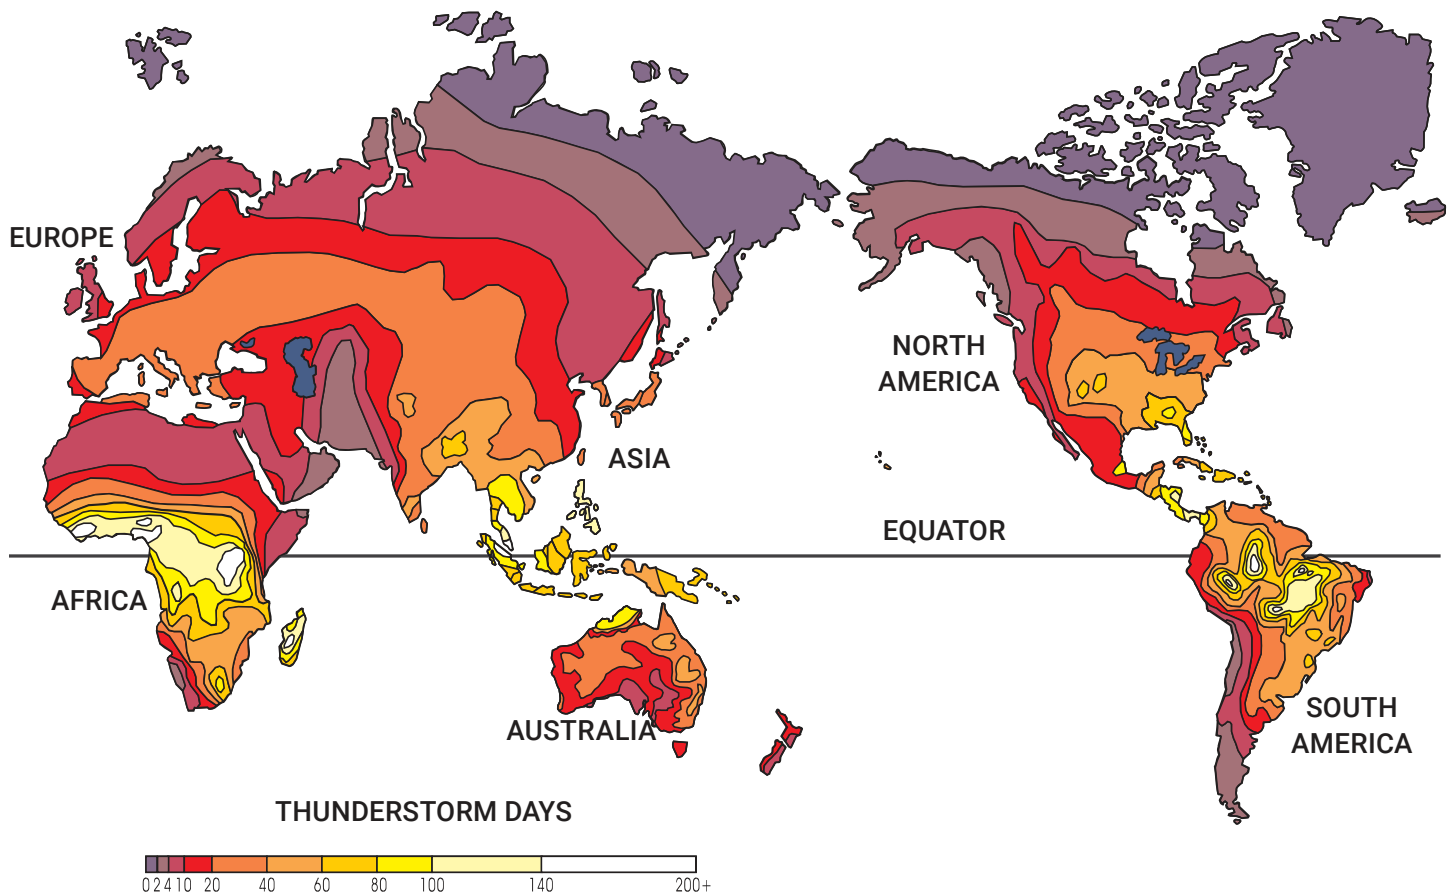 EUROPE
NORTH
AMERICA
ASIA
EQUATOR
AFRICA
SOUTH
AMERICA
AUSTRALIA
THUNDERSTORM DAYS
0 2 4 10 20 40 60 80 100 140 200+